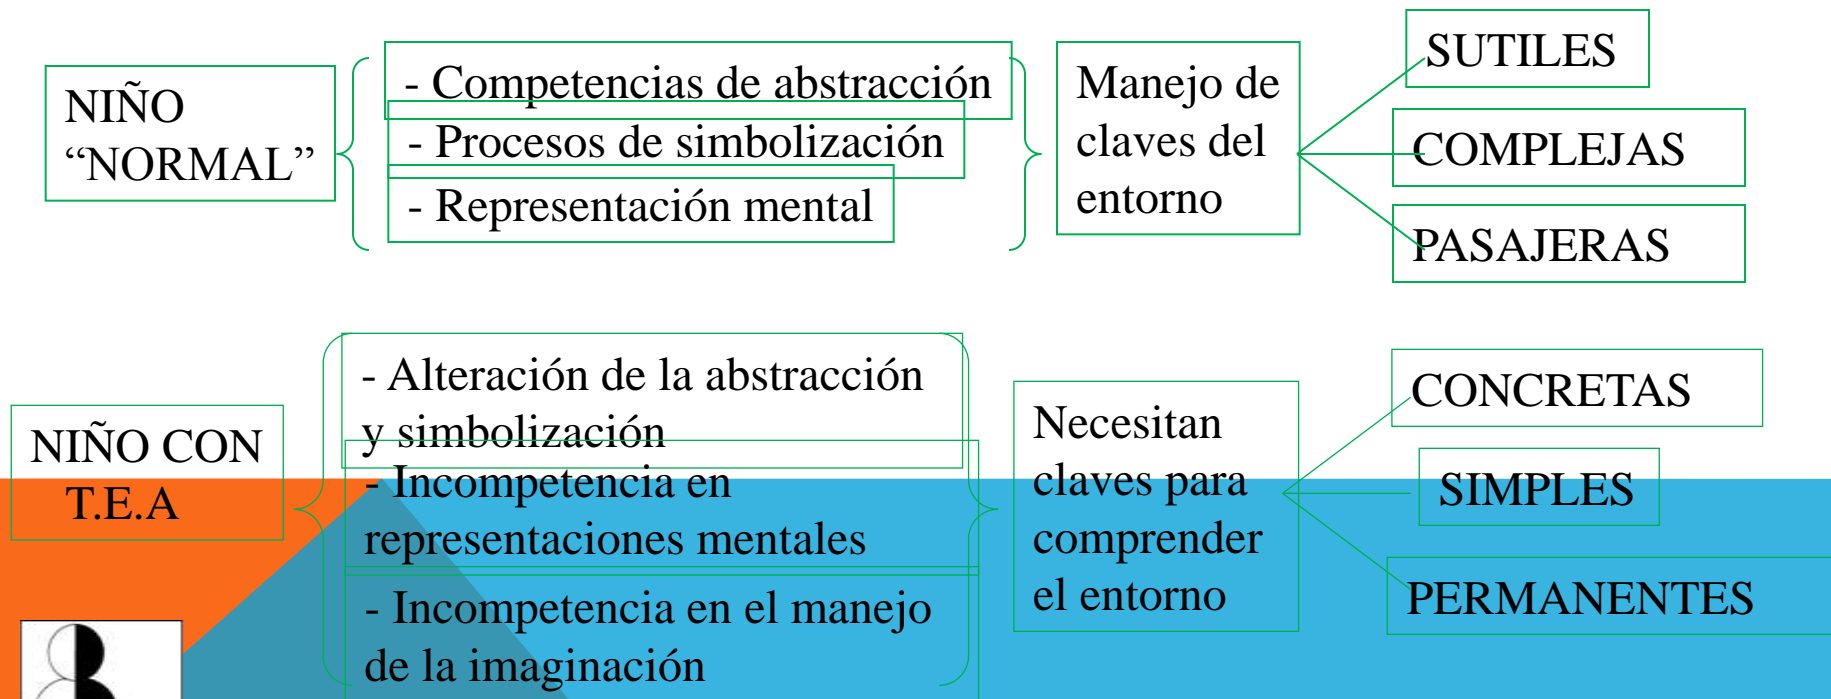 NIÑO
“NORMAL”
- Competencias de abstracción
- Procesos de simbolización
- Representación mental
Manejo de
claves del
entorno
SUTILES
COMPLEJAS
PASAJERAS
NIÑO CON
T.E.A
- Alteración de la abstracción
y simbolización
- Incompetencia en
representaciones mentales
- Incompetencia en el manejo
de la imaginación
Necesitan
claves para
comprender
el entorno
CONCRETAS
SIMPLES
PERMANENTES